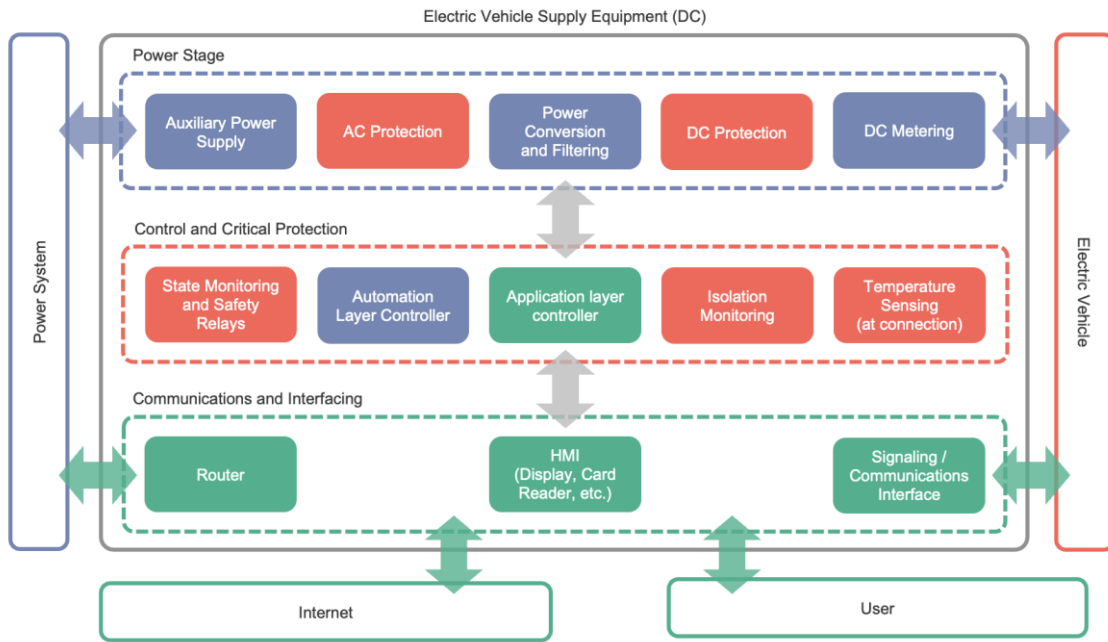 Electric Vehicle Supply Equipment (DC)
Power Stage
Auxiliary Power
Supply
AC Protection
Power
Conversion
and Filtering
DC Protection
DC Metering
Control and Critical Protection
State Monitoring
and Safety
Relays
Automation
Layer Controller
Application layer
controller
Isolation
Monitoring
Temperature
Sensing
(at connection)
Communications and Interfacing
Router
HMI
(Display, Card
Reader, etc.)
Signaling /
Communications
Interface
Power System
Electric Vehicle
Internet
User